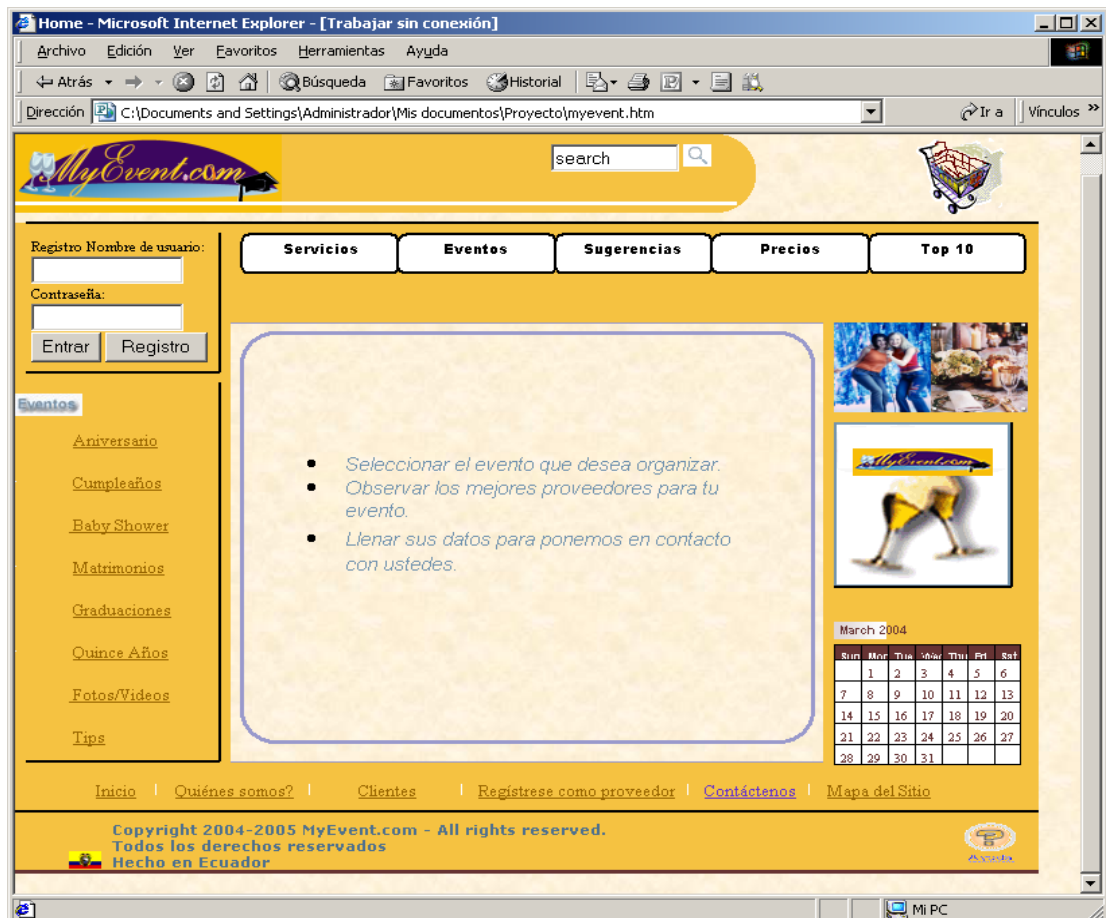 Home - Microsoft Internet Explorer - [Trabajar sin conexión]
Archivo Edición Ver Favoritos Herramientas Ayuda
Atrás Búsqueda Favoritos Historial
Dirección C:\Documents and Settings\Administrador\Mis documentos\Proyecto\myevent.htm Ir a Vínculos »
MyEvent.com
search
Registro Nombre de usuario:
Contraseña:
Entrar Registro
Servicios Eventos Sugerencias Precios Top 10
Eventos
Aniversario
Cumpleaños
Baby Shower
Matrimonios
Graduaciones
Quince Años
Fotos/Videos
Tips
• Seleccionar el evento que desea organizar.
• Observar los mejores proveedores para tu
evento.
• Llenar sus datos para ponernos en contacto
con ustedes.
MyEvent.com
March 2004
Sun Mon Tue Wed Thu Fri Sat
1 2 3 4 5 6
7 8 9 10 11 12 13
14 15 16 17 18 19 20
21 22 23 24 25 26 27
28 29 30 31
Inicio | Quiénes somos? | Clientes | Regístrese como proveedor | Contáctenos | Mapa del Sitio
Copyright 2004-2005 MyEvent.com - All rights reserved.
Todos los derechos reservados
Hecho en Ecuador
Ayuda
Mi PC